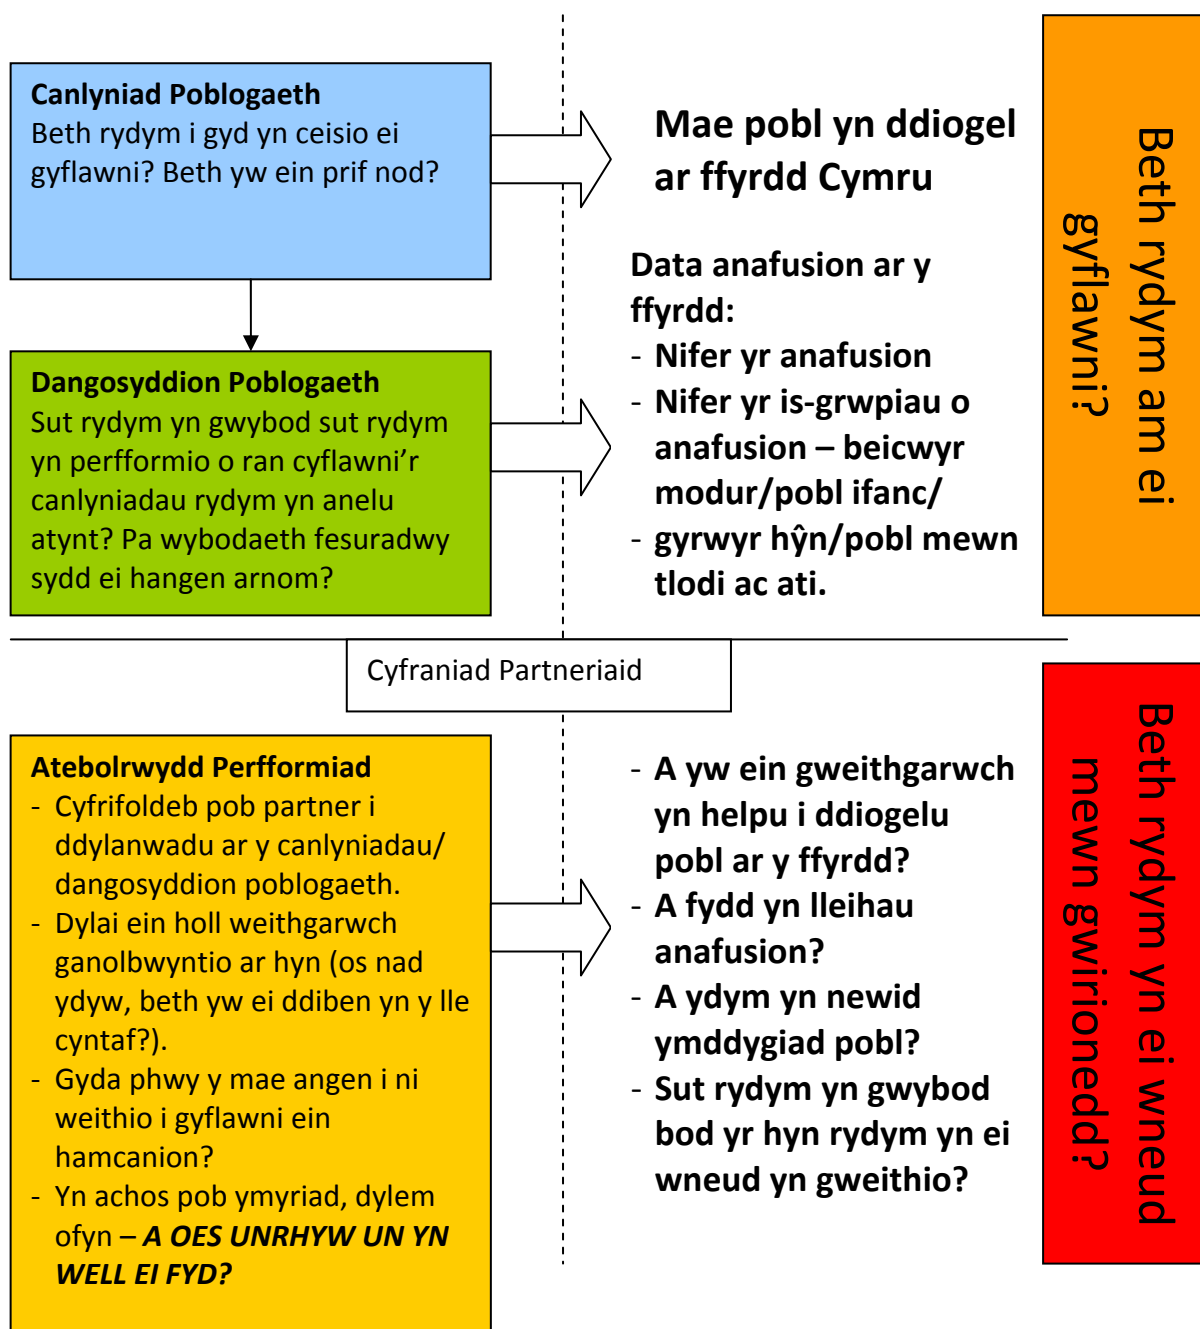 Canlyniad Poblogaeth
Beth rydym i gyd yn ceisio ei
gyflawni? Beth yw ein prif nod?
Mae pobl yn ddiogel
ar ffyrdd Cymru
Dangosyddion Poblogaeth
Sut rydym yn gwybod sut rydym
yn perfformio o ran cyflawni’r
canlyniadau rydym yn anelu
atynt? Pa wybodaeth fesuradwy
sydd ei hangen arnom?
Data anafusion ar y
ffyrdd:
- Nifer yr anafusion
- Nifer yr is-grwpiau o
anafusion – beicwyr
modur/pobl ifanc/
- gyrwyr hŷn/pobl mewn
tlodi ac ati.
Beth rydym am ei
gyflawni?
Cyfraniad Partneriaid
Atebolrwydd Perfformiad
- Cyfrifoldeb pob partner i
ddylanwadu ar y canlyniadau/
dangosyddion poblogaeth.
- Dylai ein holl weithgarwch
ganolbwyntio ar hyn (os nad
ydyw, beth yw ei ddiben yn y lle
cyntaf?).
- Gyda phwy y mae angen i ni
weithio i gyflawni ein
hamcanion?
- Yn achos pob ymyriad, dylem
ofyn – A OES UNRHYW UN YN
WELL EI FYD?
- A yw ein gweithgarwch
yn helpu i ddiogelu
pobl ar y ffyrdd?
- A fydd yn lleihau
anafusion?
- A ydym yn newid
ymddygiad pobl?
- Sut rydym yn gwybod
bod yr hyn rydym yn ei
wneud yn gweithio?
Beth rydym yn ei wneud
mewn gwirionedd?